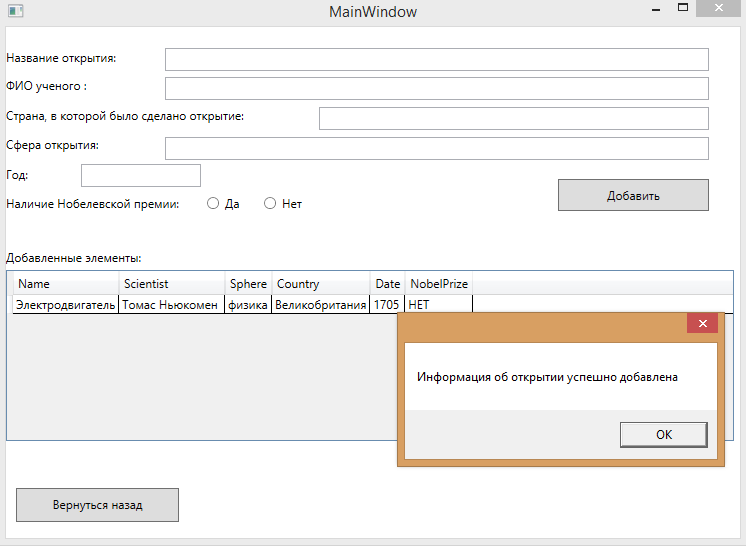 MainWindow
Название открытия:
ФИО ученого :
Страна, в которой было сделано открытие:
Сфера открытия:
Год:
Добавить
Наличие Нобелевской премии: Да Нет
Добавленные элементы:
Name Scientist Sphere Country Date NobelPrize
Электродвигатель Томас Ньюкомен физика Великобритания 1705 НЕТ
Информация об открытии успешно добавлена
OK
Вернуться назад